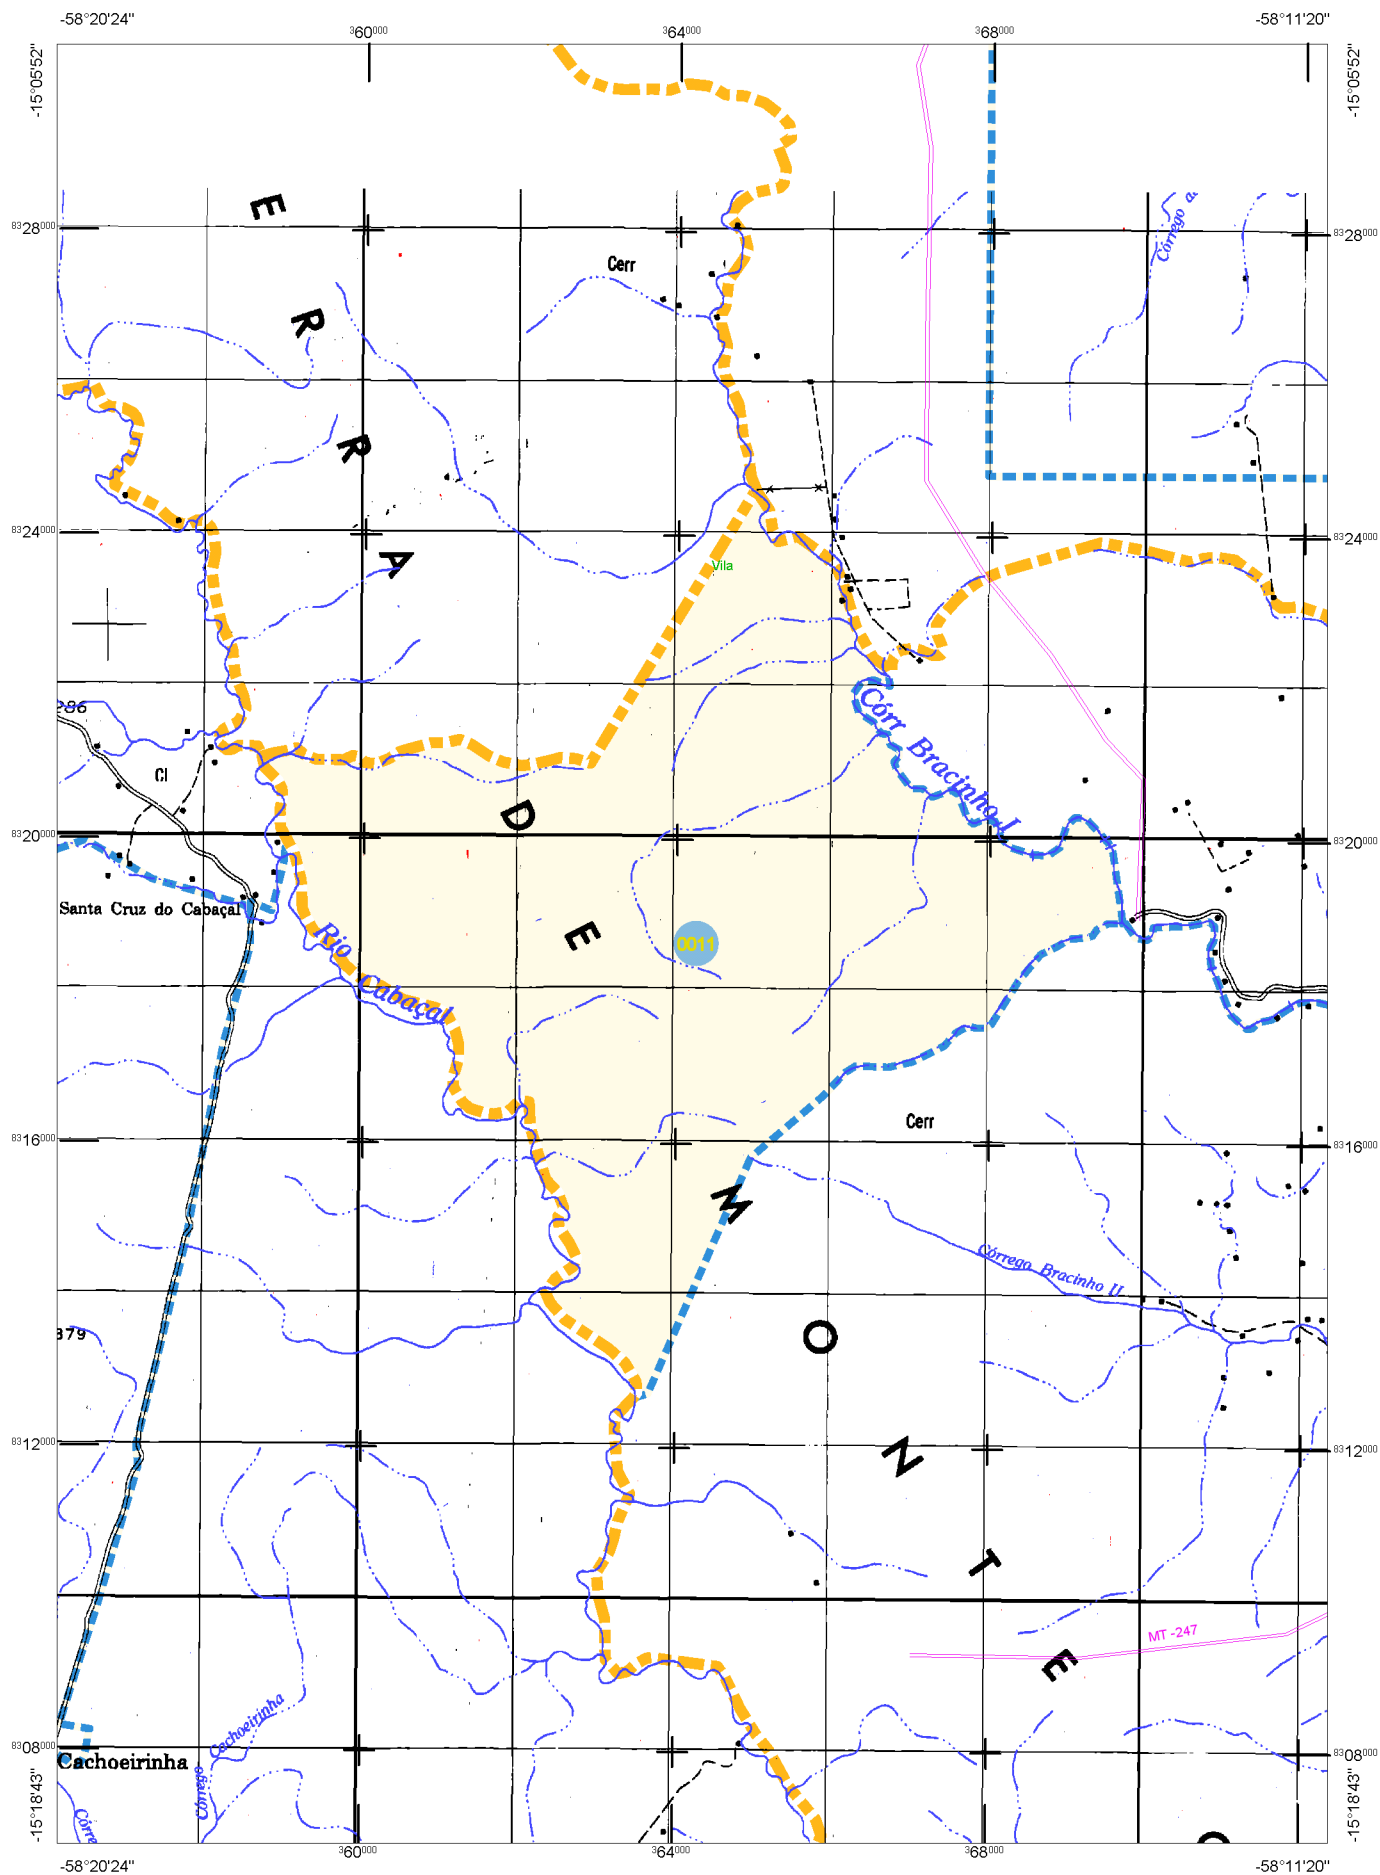 -58°20'24"
-58°11'20"
360000
364000
368000
-15°05'52"
-15°05'52"
8328000
8328000
E
R
R
A
Cerr
Córrego
8324000
8324000
Vila
Córr Bracinho I
CI
8320000
8320000
D
E
Santa Cruz do Cabaçal
0011
Rio Cabaçal
8316000
8316000
Cerr
M
O
N
T
E
Córrego Bracinho II
379
8312000
8312000
MT -247
Córrego Cachoeirinha
8308000
8308000
Cachoeirinha
Córre
-15°18'43"
-15°18'43"
360000
364000
368000
-58°20'24"
-58°11'20"